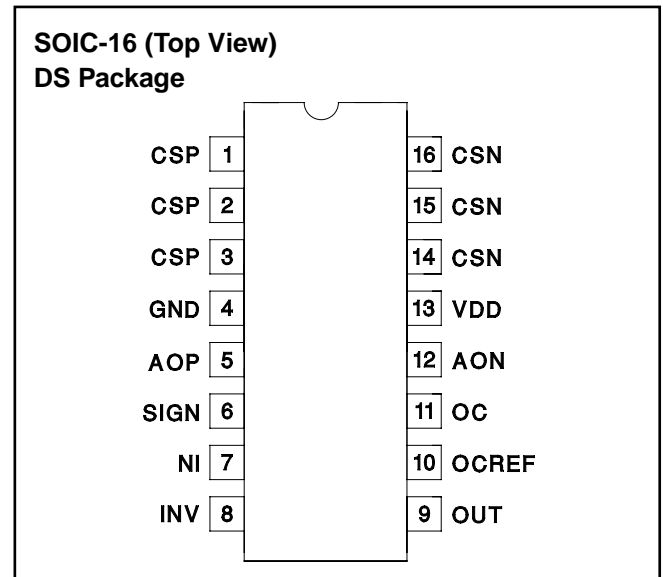 SOIC-16 (Top View)
DS Package
CSP 1 16 CSN
CSP 2 15 CSN
CSP 3 14 CSN
GND 4 13 VDD
AOP 5 12 AON
SIGN 6 11 OC
NI 7 10 OCREF
INV 8 9 OUT